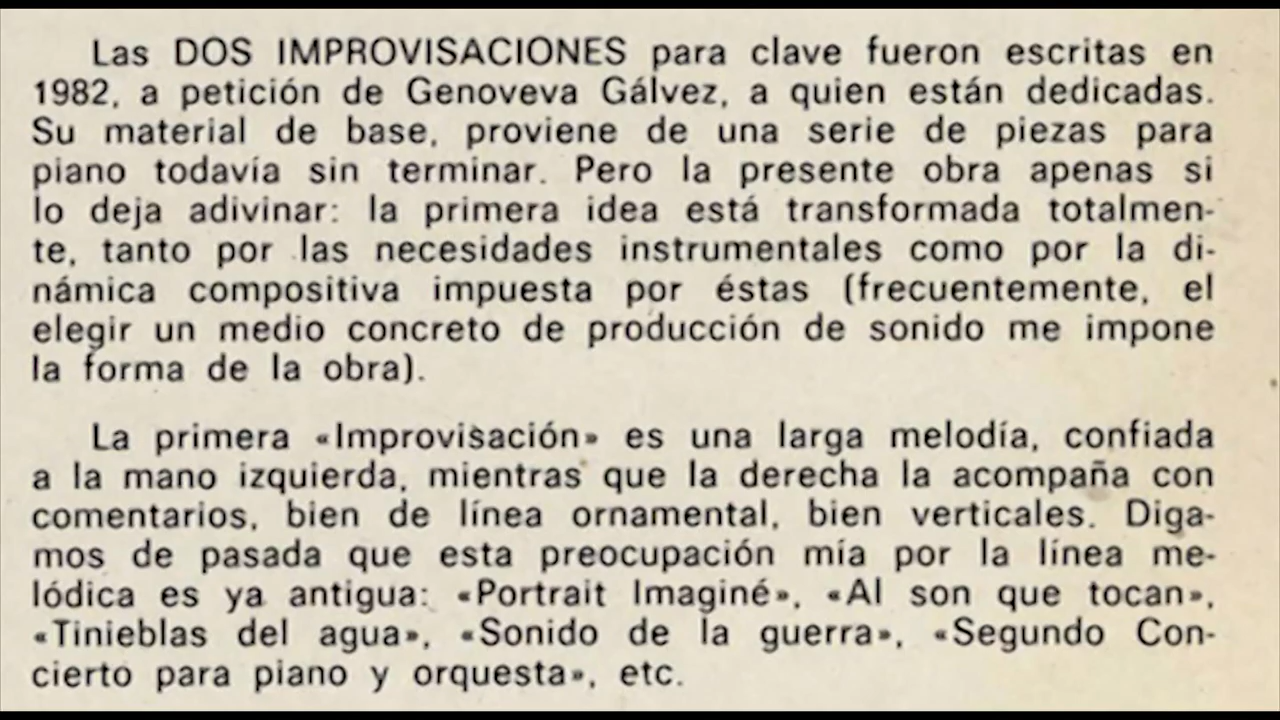 Las DOS IMPROVISACIONES para clave fueron escritas en
1982, a petición de Genoveva Gálvez, a quien están dedicadas.
Su material de base, proviene de una serie de piezas para
piano todavía sin terminar. Pero la presente obra apenas si
lo deja adivinar: la primera idea está transformada totalmen-
te, tanto por las necesidades instrumentales como por la di-
námica compositiva impuesta por éstas (frecuentemente, el
elegir un medio concreto de producción de sonido me impone
la forma de la obra).
La primera «Improvisación» es una larga melodía, confiada
a la mano izquierda, mientras que la derecha la acompaña con
comentarios, bien de línea ornamental, bien verticales. Diga-
mos de pasada que esta preocupación mía por la línea me-
lódica es ya antigua: «Portrait Imaginé», «Al son que tocan»,
«Tinieblas del agua», «Sonido de la guerra», «Segundo Con-
cierto para piano y orquesta», etc.